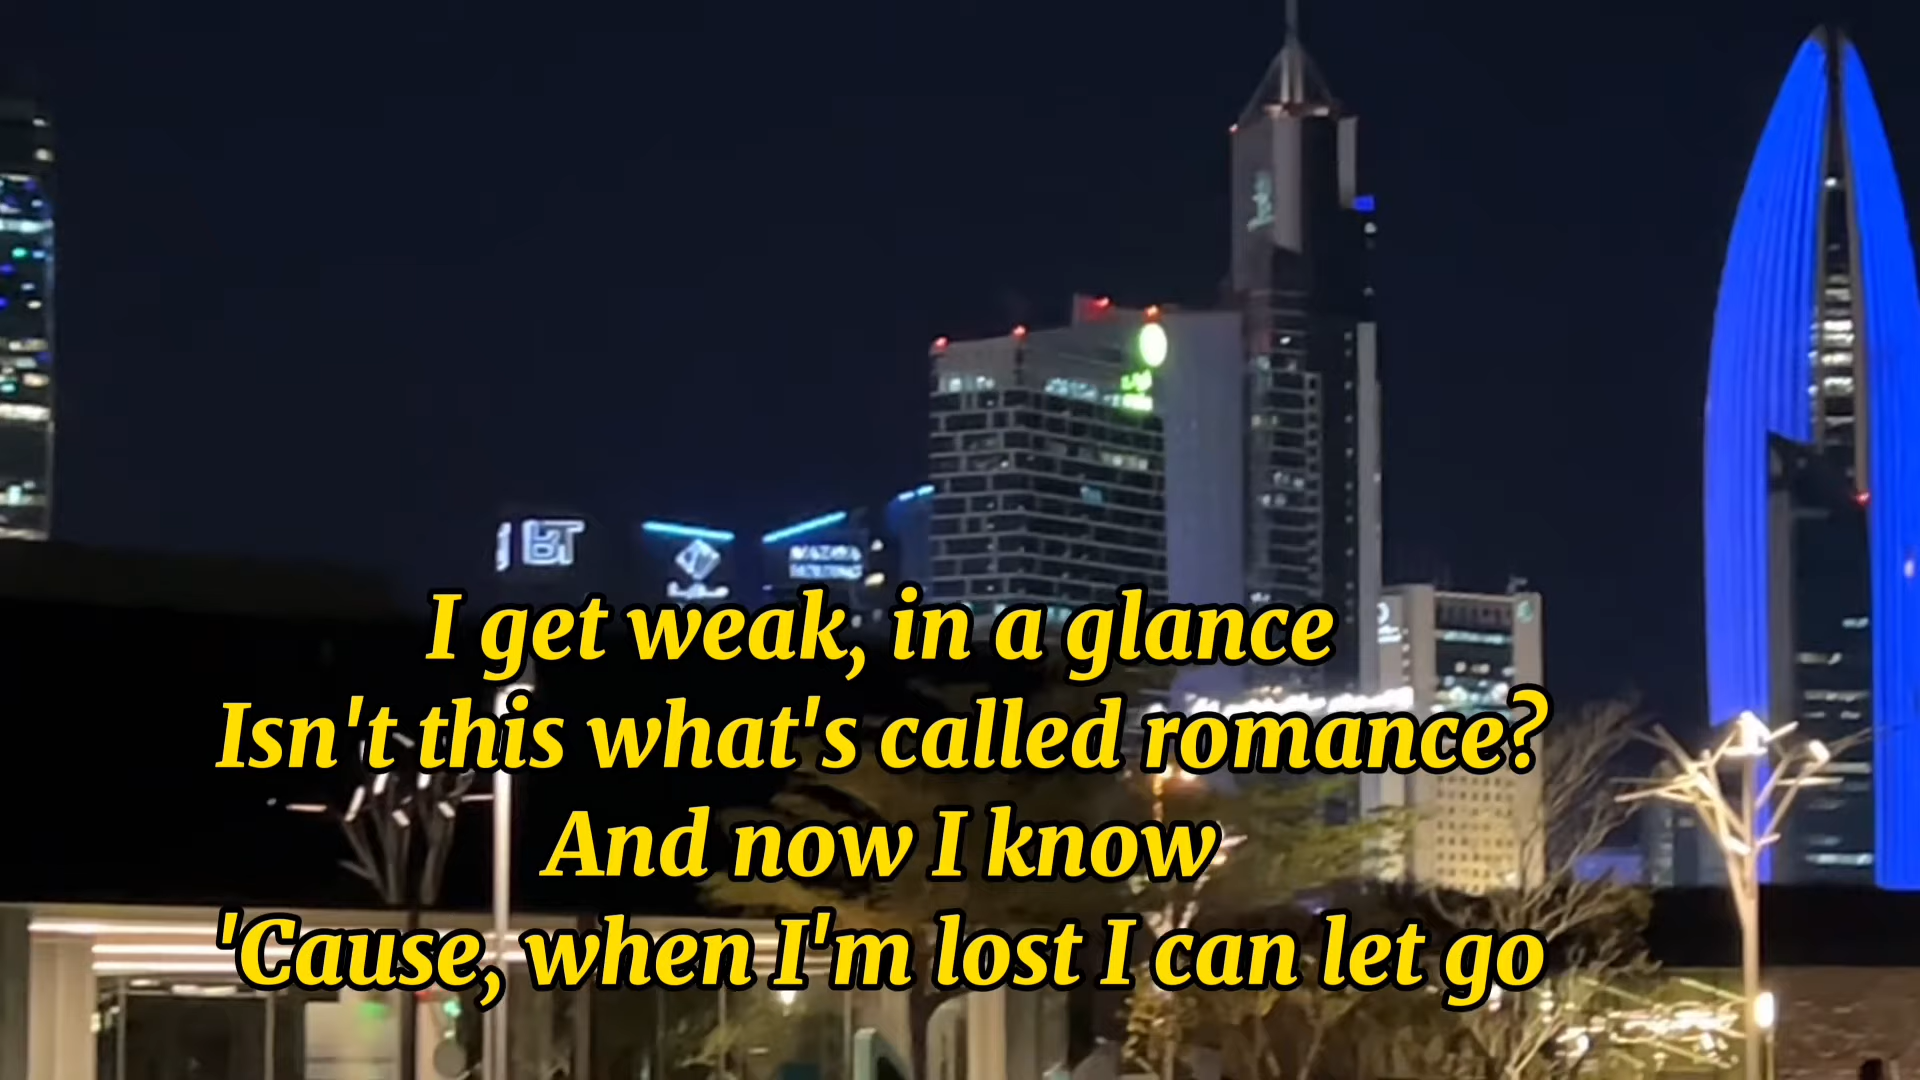 I get weak, in a glance
Isn't this what's called romance?
And now I know
'Cause, when I'm lost I can let go